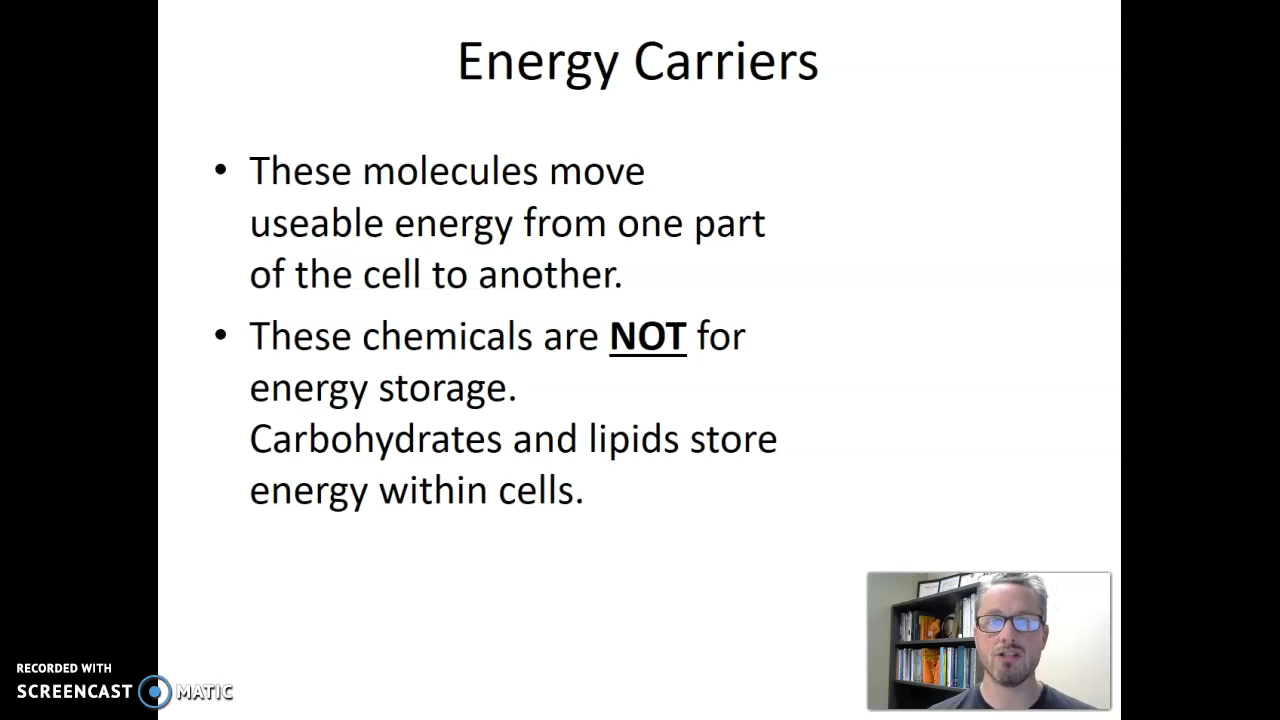 Energy Carriers
• These molecules move
useable energy from one part
of the cell to another.
• These chemicals are NOT for
energy storage.
Carbohydrates and lipids store
energy within cells.
RECORDED WITH
SCREENCAST MATIC